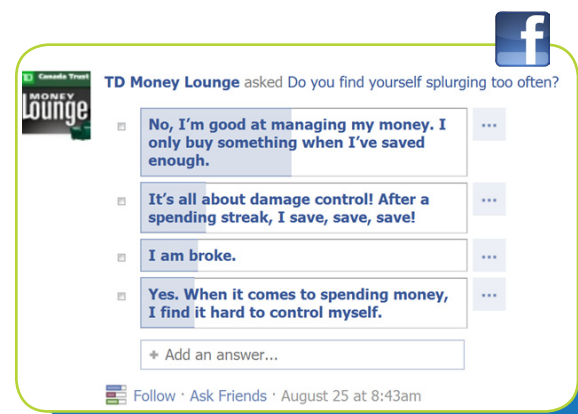 f
TD Canada Trust
MONEY
Lounge
TD Money Lounge asked Do you find yourself splurging too often?
No, I'm good at managing my money. I
only buy something when I've saved
enough.
...
It's all about damage control! After a
spending streak, I save, save, save!
...
I am broke.
...
Yes. When it comes to spending money,
I find it hard to control myself.
...
+ Add an answer...
Follow · Ask Friends · August 25 at 8:43am